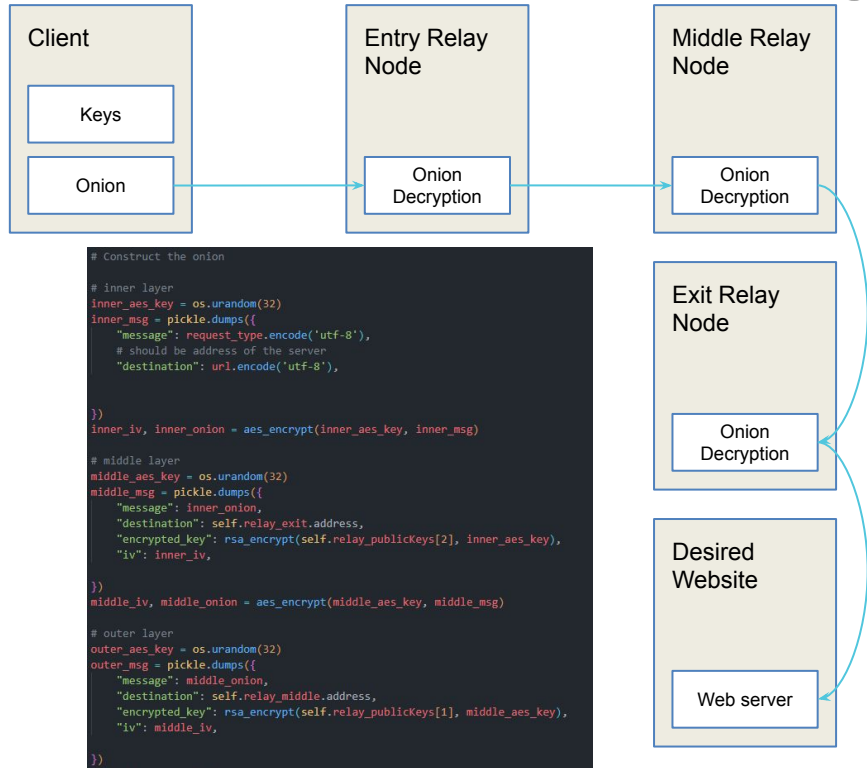 Client
Keys
Onion
Entry Relay
Node
Onion
Decryption
Middle Relay
Node
Onion
Decryption
Exit Relay
Node
Onion
Decryption
Desired
Website
Web server
# Construct the onion
# inner layer
inner_aes_key = os.urandom(32)
inner_msg = pickle.dumps({
    "message": request_type.encode('utf-8'),
    # should be address of the server
    "destination": url.encode('utf-8'),
})
inner_iv, inner_onion = aes_encrypt(inner_aes_key, inner_msg)
# middle layer
middle_aes_key = os.urandom(32)
middle_msg = pickle.dumps({
    "message": inner_onion,
    "destination": self.relay_exit.address,
    "encrypted_key": rsa_encrypt(self.relay_publicKeys[2], inner_aes_key),
    "iv": inner_iv,
})
middle_iv, middle_onion = aes_encrypt(middle_aes_key, middle_msg)
# outer layer
outer_aes_key = os.urandom(32)
outer_msg = pickle.dumps({
    "message": middle_onion,
    "destination": self.relay_middle.address,
    "encrypted_key": rsa_encrypt(self.relay_publicKeys[1], middle_aes_key),
    "iv": middle_iv,
})